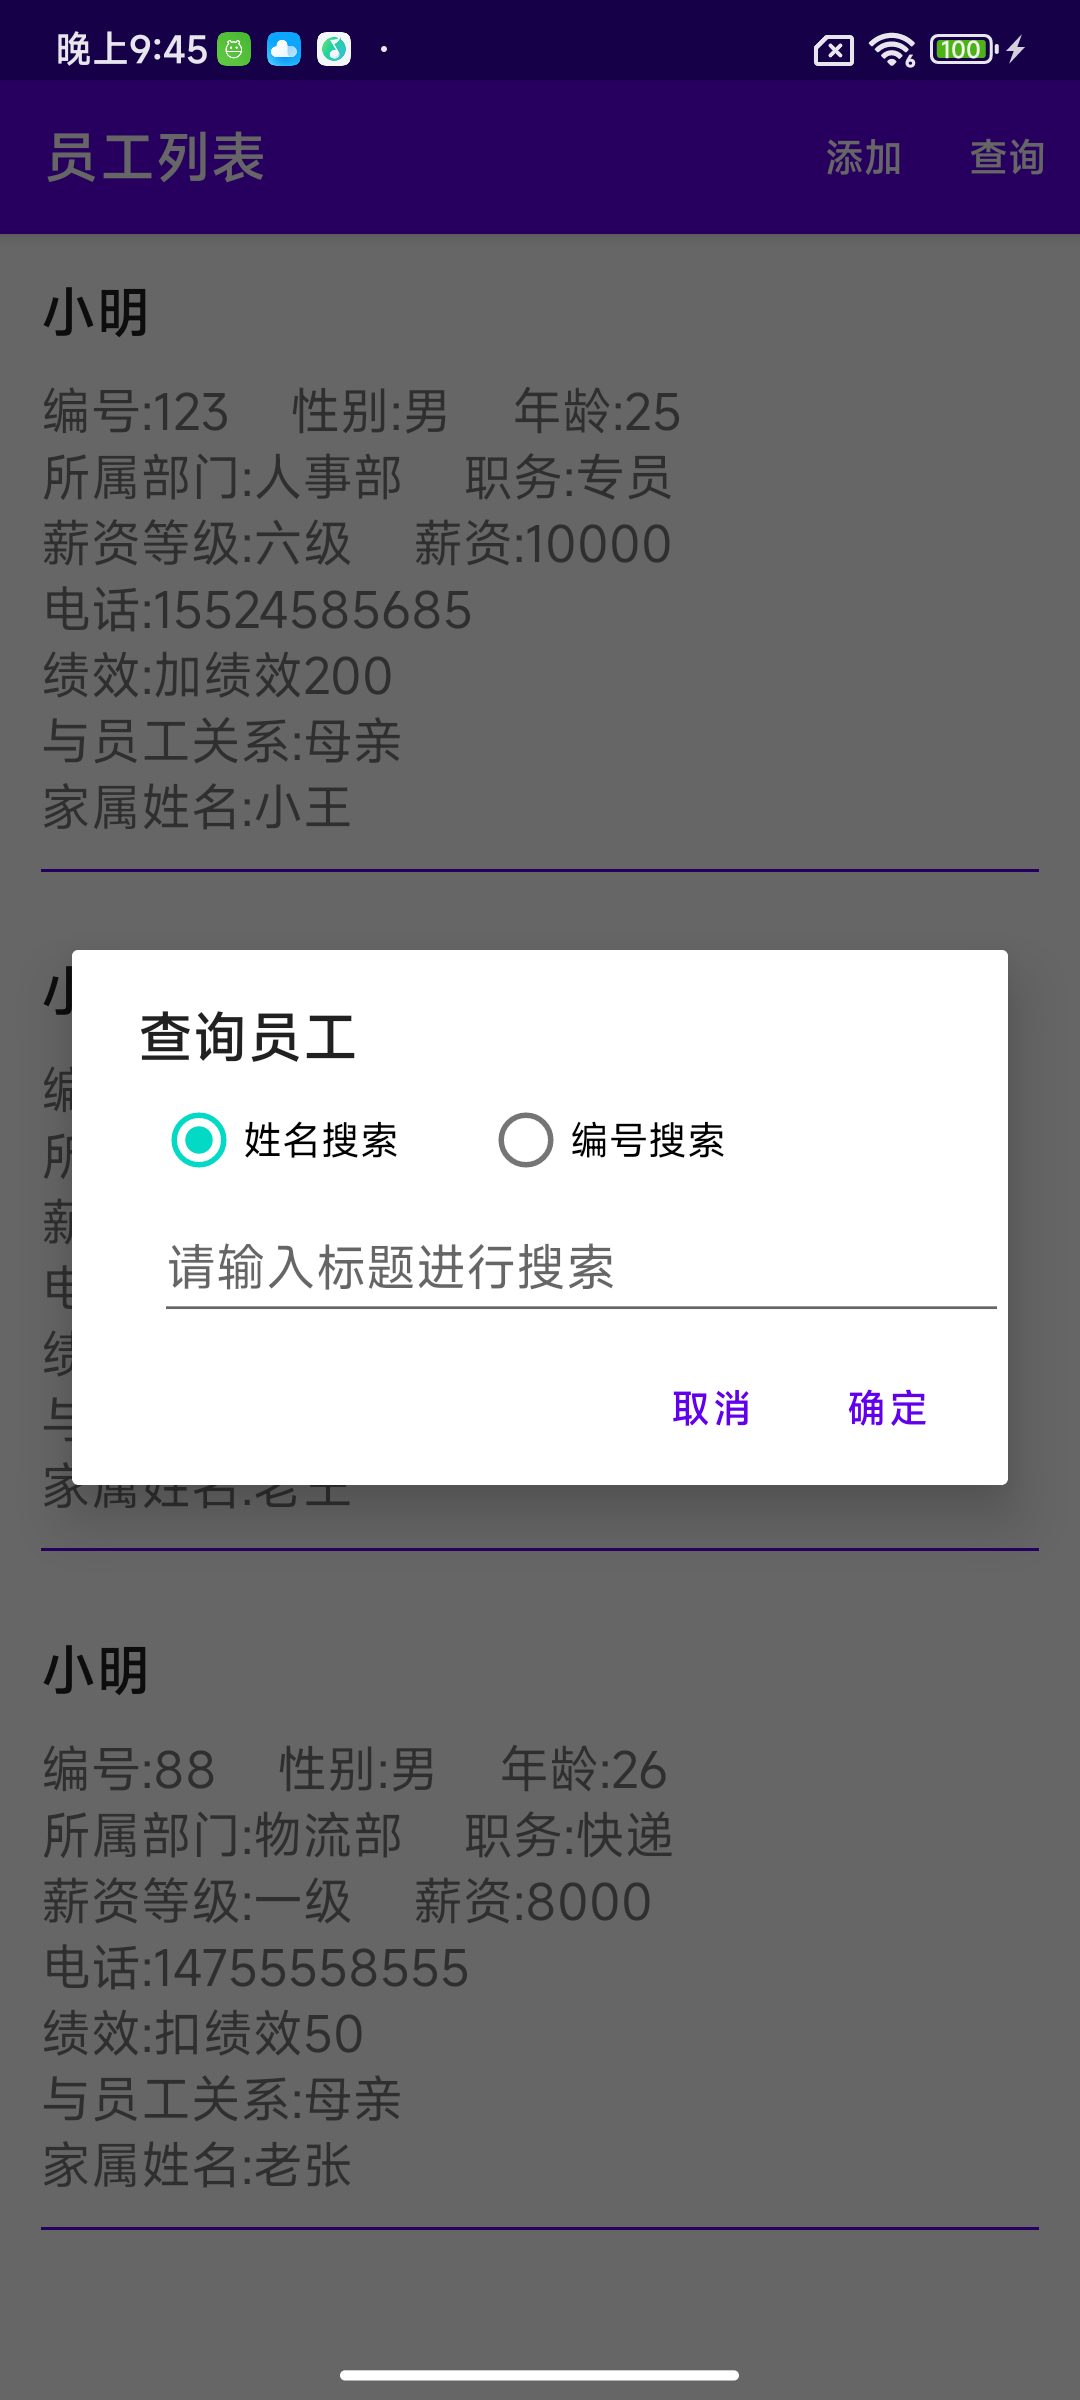 晚上9:45
100
员工列表 添加 查询
小明
编号:123 性别:男 年龄:25
所属部门:人事部 职务:专员
薪资等级:六级 薪资:10000
电话:15524585685
绩效:加绩效200
与员工关系:母亲
家属姓名:小王
查询员工
姓名搜索 编号搜索
请输入标题进行搜索
取消 确定
家属姓名:老王
小明
编号:88 性别:男 年龄:26
所属部门:物流部 职务:快递
薪资等级:一级 薪资:8000
电话:14755558555
绩效:扣绩效50
与员工关系:母亲
家属姓名:老张